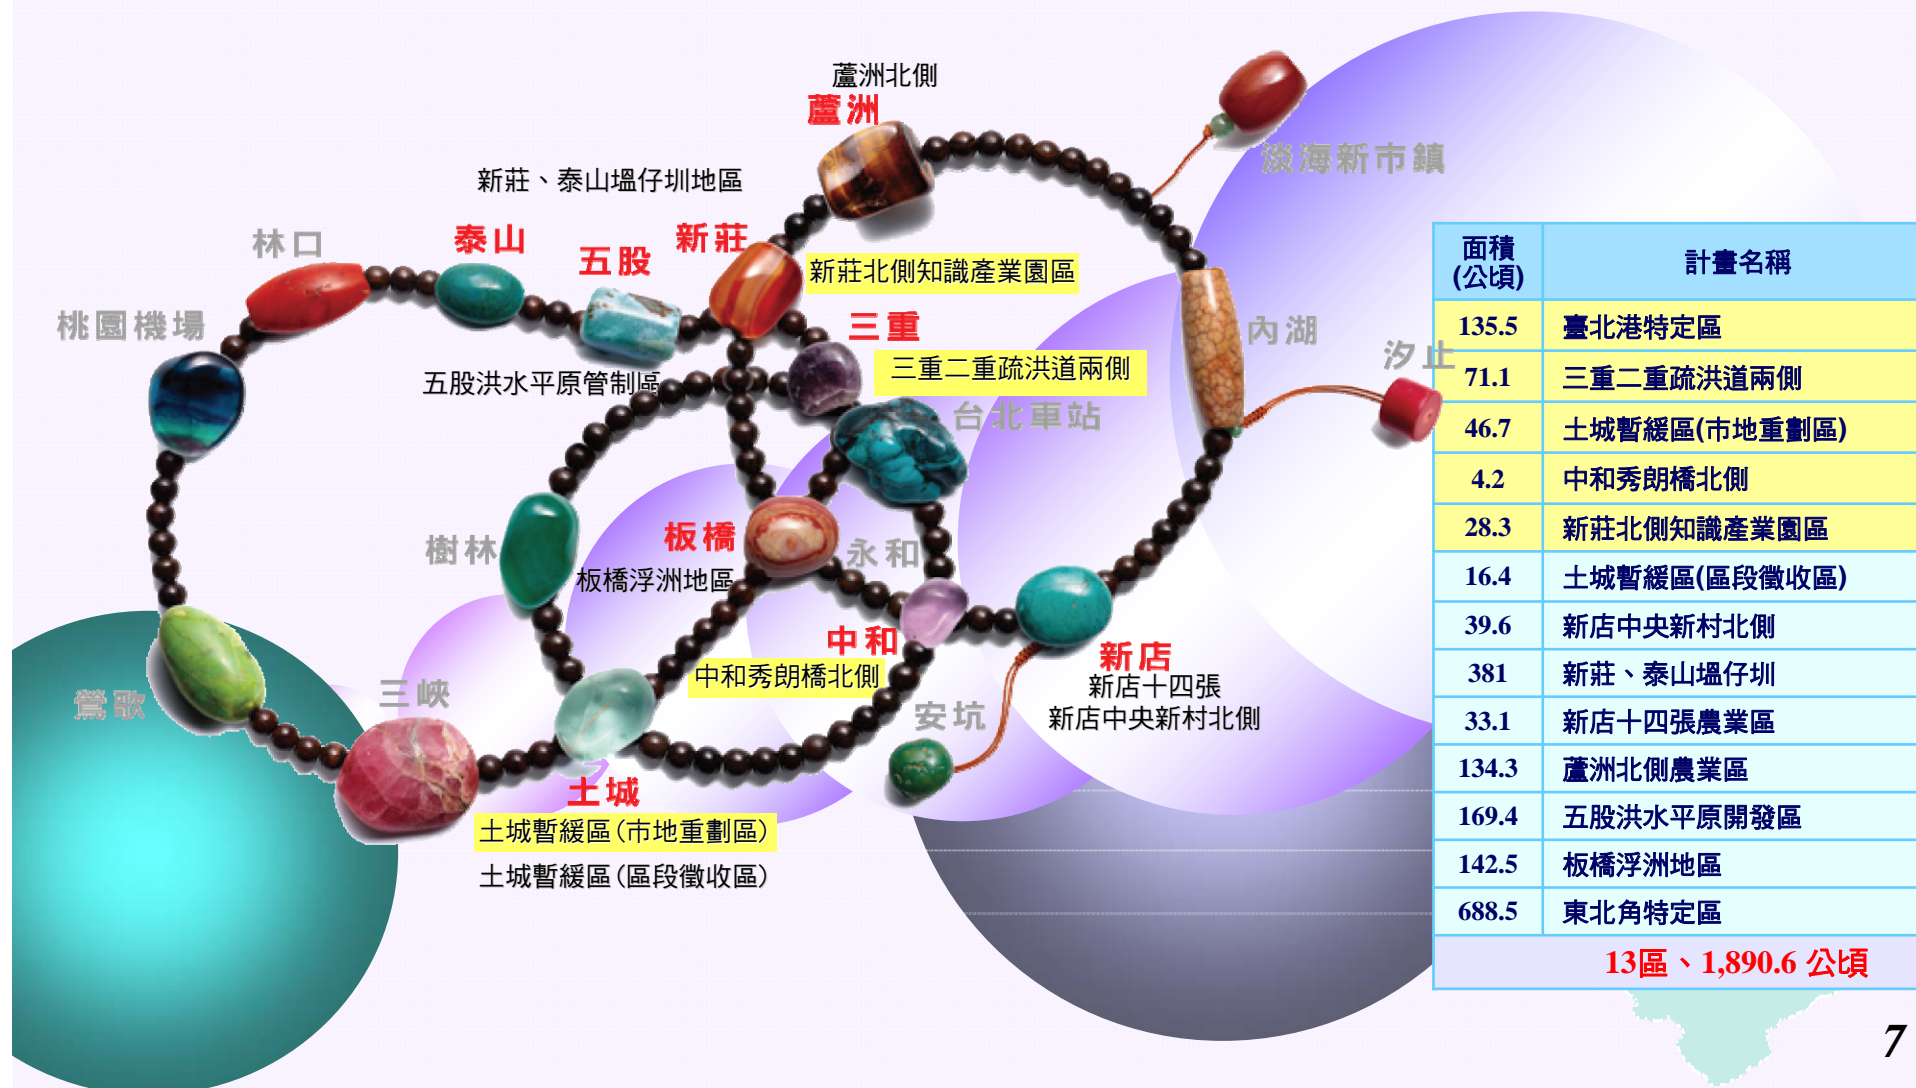 蘆洲北側
蘆洲
淡海新市鎮
新莊、泰山塭仔圳地區
林口
泰山
五股
新莊
新莊北側知識產業園區
桃園機場
三重
內湖
汐止
五股洪水平原管制區
三重二重疏洪道兩側
台北車站
樹林
板橋
永和
板橋浮洲地區
中和
新店
中和秀朗橋北側
新店十四張
新店中央新村北側
鶯歌
三峽
安坑
土城
土城暫緩區(市地重劃區)
土城暫緩區(區段徵收區)
面積(公頃) 計畫名稱
135.5 臺北港特定區
71.1 三重二重疏洪道兩側
46.7 土城暫緩區(市地重劃區)
4.2 中和秀朗橋北側
28.3 新莊北側知識產業園區
16.4 土城暫緩區(區段徵收區)
39.6 新店中央新村北側
381 新莊、泰山塭仔圳
33.1 新店十四張農業區
134.3 蘆洲北側農業區
169.4 五股洪水平原開發區
142.5 板橋浮洲地區
688.5 東北角特定區
13區、1,890.6 公頃
7